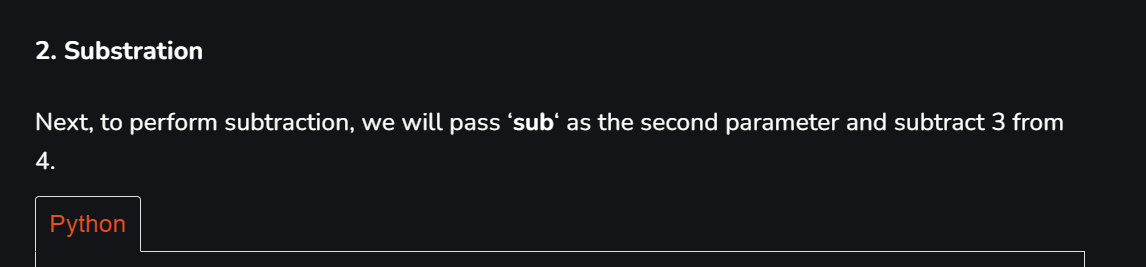 2. Substration
Next, to perform subtraction, we will pass ‘sub‘ as the second parameter and subtract 3 from
4.
Python